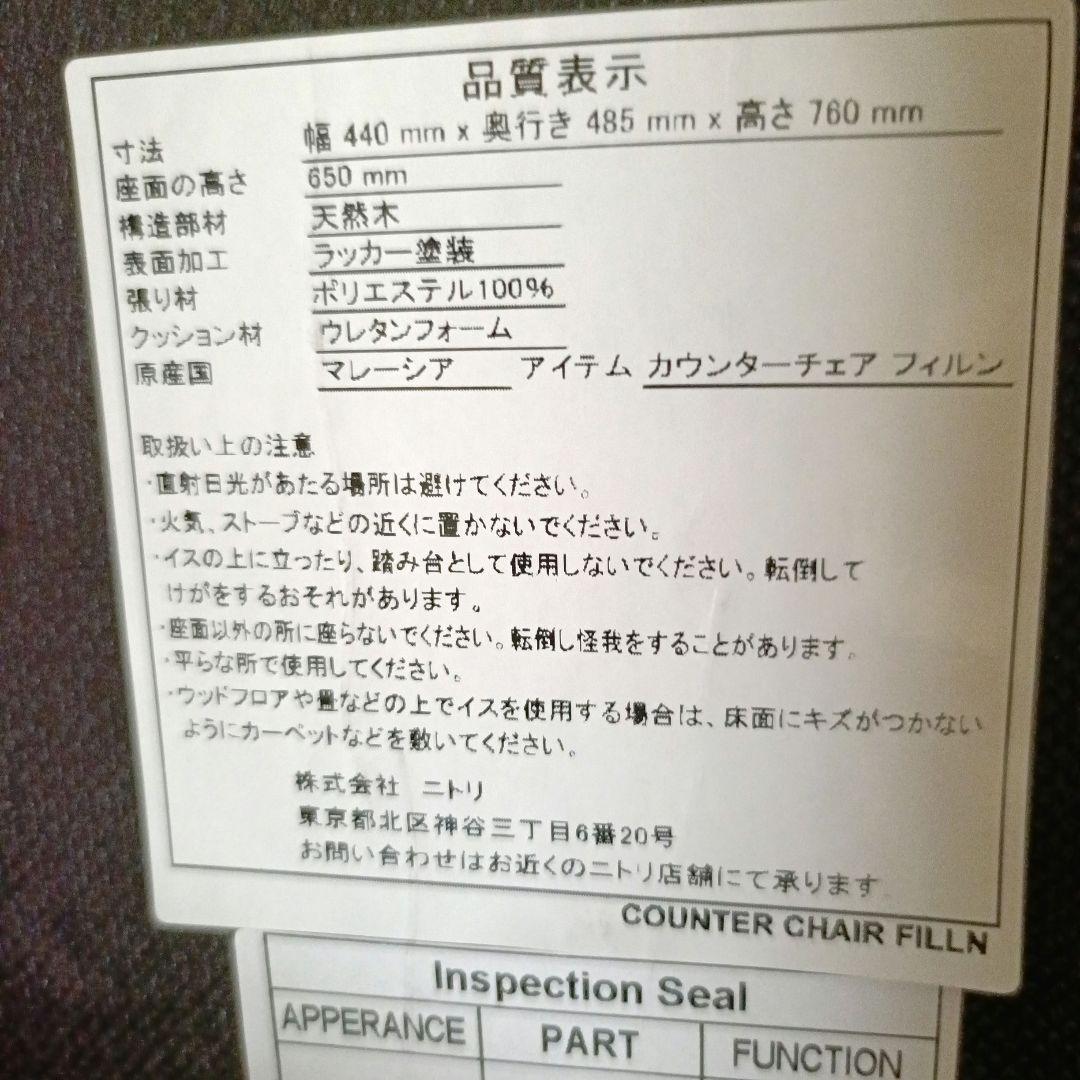 品質表示
寸法 幅 440 mm x 奥行き 485 mm x 高さ 760 mm
座面の高さ 650 mm
構造部材 天然木
表面加工 ラッカー塗装
張り材 ポリエステル100%
クッション材 ウレタンフォーム
原産国 マレーシア アイテム カウンターチェア フィルン
取扱い上の注意
・直射日光があたる場所は避けてください。
・火気、ストーブなどの近くに置かないでください。
・イスの上に立ったり、踏み台として使用しないでください。転倒して
けがをするおそれがあります。
・座面以外の所に座らないでください。転倒し怪我をすることがあります。
・平らな所で使用してください。
・ウッドフロアや畳などの上でイスを使用する場合は、床面にキズがつかない
ようにカーペットなどを敷いてください。
株式会社 ニトリ
東京都北区神谷三丁目6番20号
お問い合わせはお近くのニトリ店舗にて承ります。
COUNTER CHAIR FILLN
Inspection Seal
APPERANCE PART FUNCTION